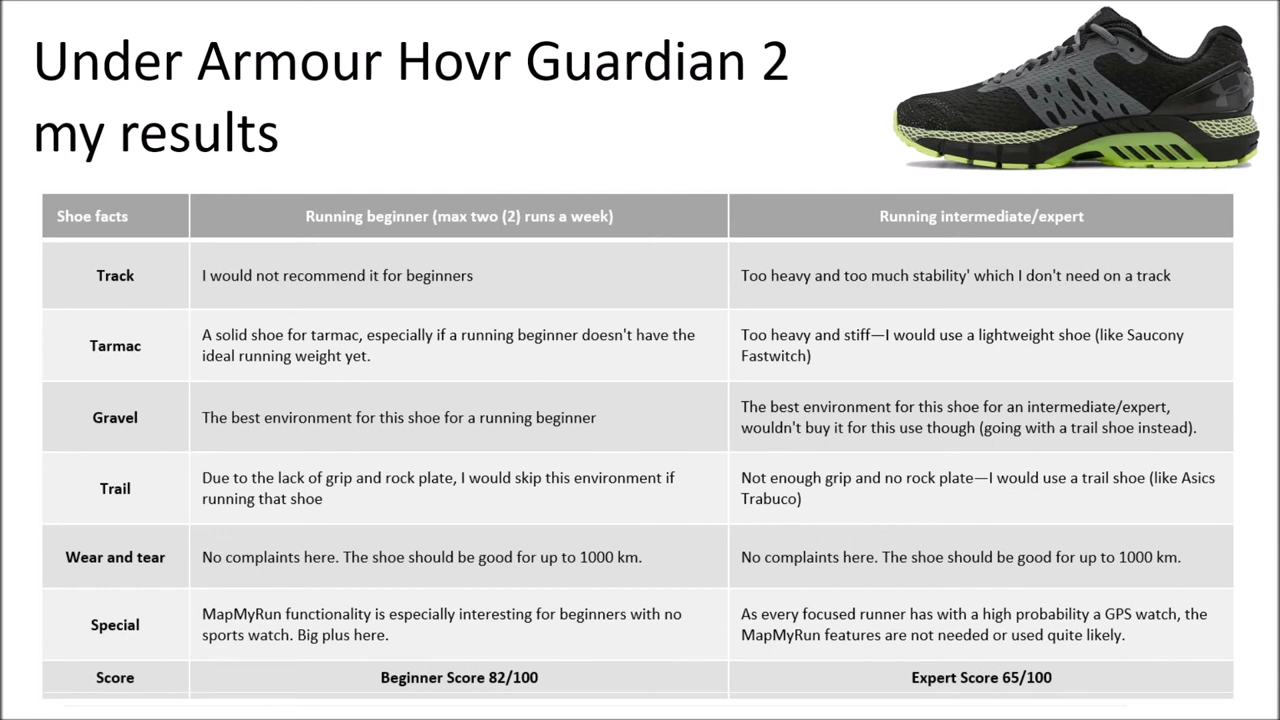 Under Armour Hovr Guardian 2
my results
Shoe facts
Running beginner (max two (2) runs a week)
Running intermediate/expert
Track
I would not recommend it for beginners
Too heavy and too much stability' which I don't need on a track
Tarmac
A solid shoe for tarmac, especially if a running beginner doesn't have the
ideal running weight yet.
Too heavy and stiff—I would use a lightweight shoe (like Saucony
Fastwitch)
Gravel
The best environment for this shoe for a running beginner
The best environment for this shoe for an intermediate/expert,
wouldn't buy it for this use though (going with a trail shoe instead).
Trail
Due to the lack of grip and rock plate, I would skip this environment if
running that shoe
Not enough grip and no rock plate—I would use a trail shoe (like Asics
Trabuco)
Wear and tear
No complaints here. The shoe should be good for up to 1000 km.
No complaints here. The shoe should be good for up to 1000 km.
Special
MapMyRun functionality is especially interesting for beginners with no
sports watch. Big plus here.
As every focused runner has with a high probability a GPS watch, the
MapMyRun features are not needed or used quite likely.
Score
Beginner Score 82/100
Expert Score 65/100